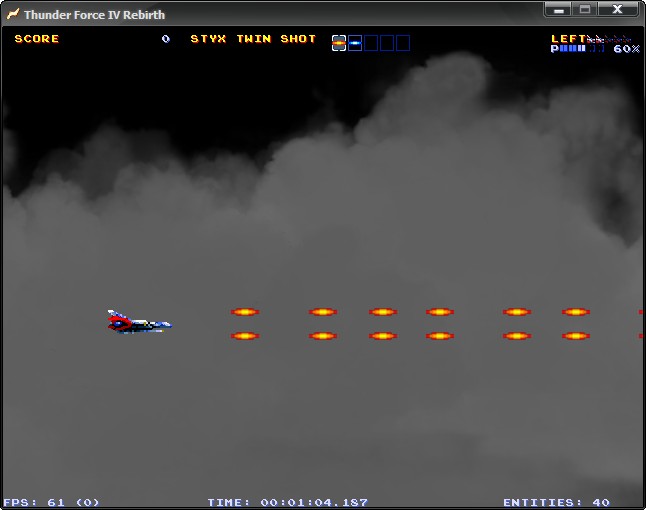 Thunder Force IV Rebirth
SCORE 0 STYX TWIN SHOT LEFT
P 60%
FPS: 61 (0) TIME: 00:01:04.187 ENTITIES: 40